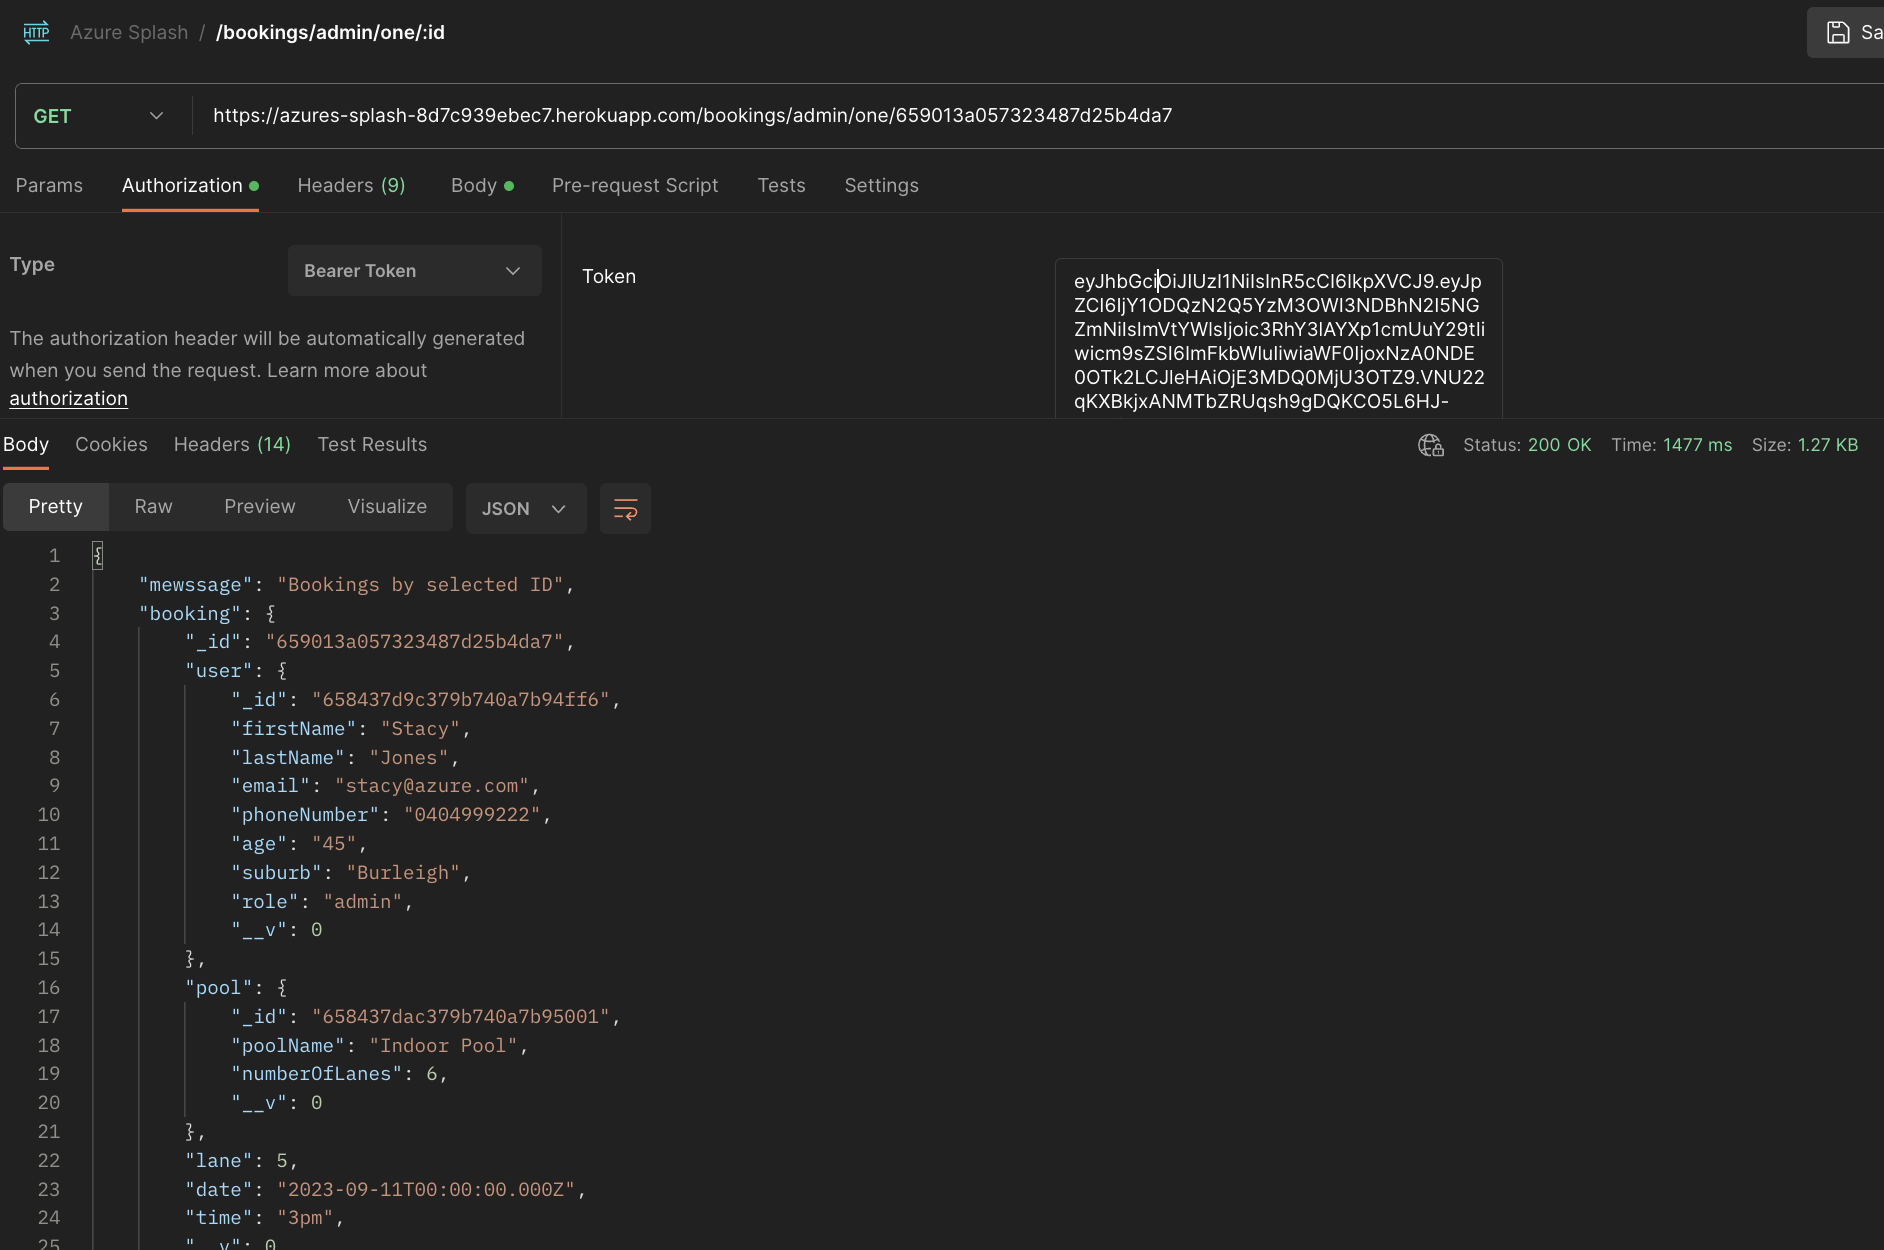 HTTP Azure Splash / /bookings/admin/one/:id Sa
GET https://azures-splash-8d7c939ebec7.herokuapp.com/bookings/admin/one/659013a057323487d25b4da7
Params Authorization Headers (9) Body Pre-request Script Tests Settings
Type Bearer Token
The authorization header will be automatically generated
when you send the request. Learn more about
authorization
Token
eyJhbGciOiJIUzI1NiIsInR5cCI6IkpXVCJ9.eyJp
ZCI6IjY1ODQzN2Q5YzM3OWI3NDBhN2I5NG
ZmNiIsImVtYWlsIjoic3RhY3lAYXp1cmUuY29tIi
wicm9sZSI6ImFkbWluIiwiaWF0IjoxNzA0NDE
0OTk2LCJleHAiOjE3MDQ0MjU3OTZ9.VNU22
qKXBkjxANMTbZRUqsh9gDQKCO5L6HJ-
Body Cookies Headers (14) Test Results Status: 200 OK Time: 1477 ms Size: 1.27 KB
Pretty Raw Preview Visualize JSON
1 {
2 "mewssage": "Bookings by selected ID",
3 "booking": {
4 "_id": "659013a057323487d25b4da7",
5 "user": {
6 "_id": "658437d9c379b740a7b94ff6",
7 "firstName": "Stacy",
8 "lastName": "Jones",
9 "email": "stacy@azure.com",
10 "phoneNumber": "0404999222",
11 "age": "45",
12 "suburb": "Burleigh",
13 "role": "admin",
14 "__v": 0
15 },
16 "pool": {
17 "_id": "658437dac379b740a7b95001",
18 "poolName": "Indoor Pool",
19 "numberOfLanes": 6,
20 "__v": 0
21 },
22 "lane": 5,
23 "date": "2023-09-11T00:00:00.000Z",
24 "time": "3pm",
25 "__v": 0